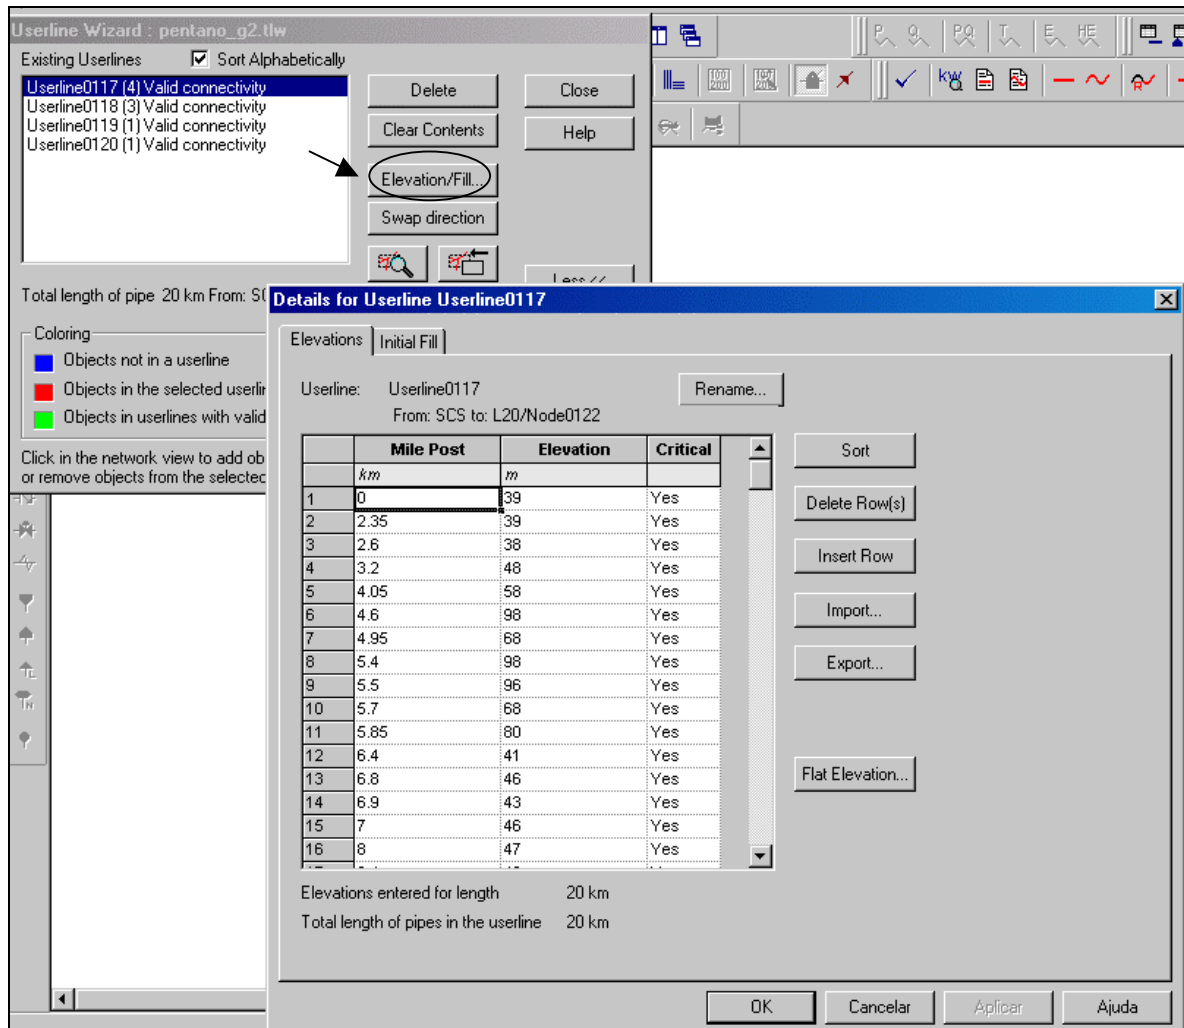 Userline Wizard : pentano_g2.tlw
Existing Userlines
Sort Alphabetically
Userline0117 (4) Valid connectivity
Userline0118 (3) Valid connectivity
Userline0119 (1) Valid connectivity
Userline0120 (1) Valid connectivity
Delete
Close
Clear Contents
Help
Elevation/Fill...
Swap direction
Less <<
Total length of pipe 20 km From:
Coloring
Objects not in a userline
Objects in the selected
Objects in userlines with valid
Click in the network view to add
or remove objects from the selected
P
Q
PQ
T
E
HE
100 200
kW
R
TL
TN
Details for Userline Userline0117
Elevations
Initial Fill
Userline: Userline0117
Rename...
From: SCS to: L20/Node0122
Mile Post Elevation Critical
km m
1 0 39 Yes
2 2.35 39 Yes
3 2.6 38 Yes
4 3.2 48 Yes
5 4.05 58 Yes
6 4.6 98 Yes
7 4.95 68 Yes
8 5.4 98 Yes
9 5.5 96 Yes
10 5.7 68 Yes
11 5.85 80 Yes
12 6.4 41 Yes
13 6.8 46 Yes
14 6.9 43 Yes
15 7 46 Yes
16 8 47 Yes
Sort
Delete Row(s)
Insert Row
Import...
Export...
Flat Elevation...
Elevations entered for length 20 km
Total length of pipes in the userline 20 km
OK
Cancelar
Aplicar
Ajuda